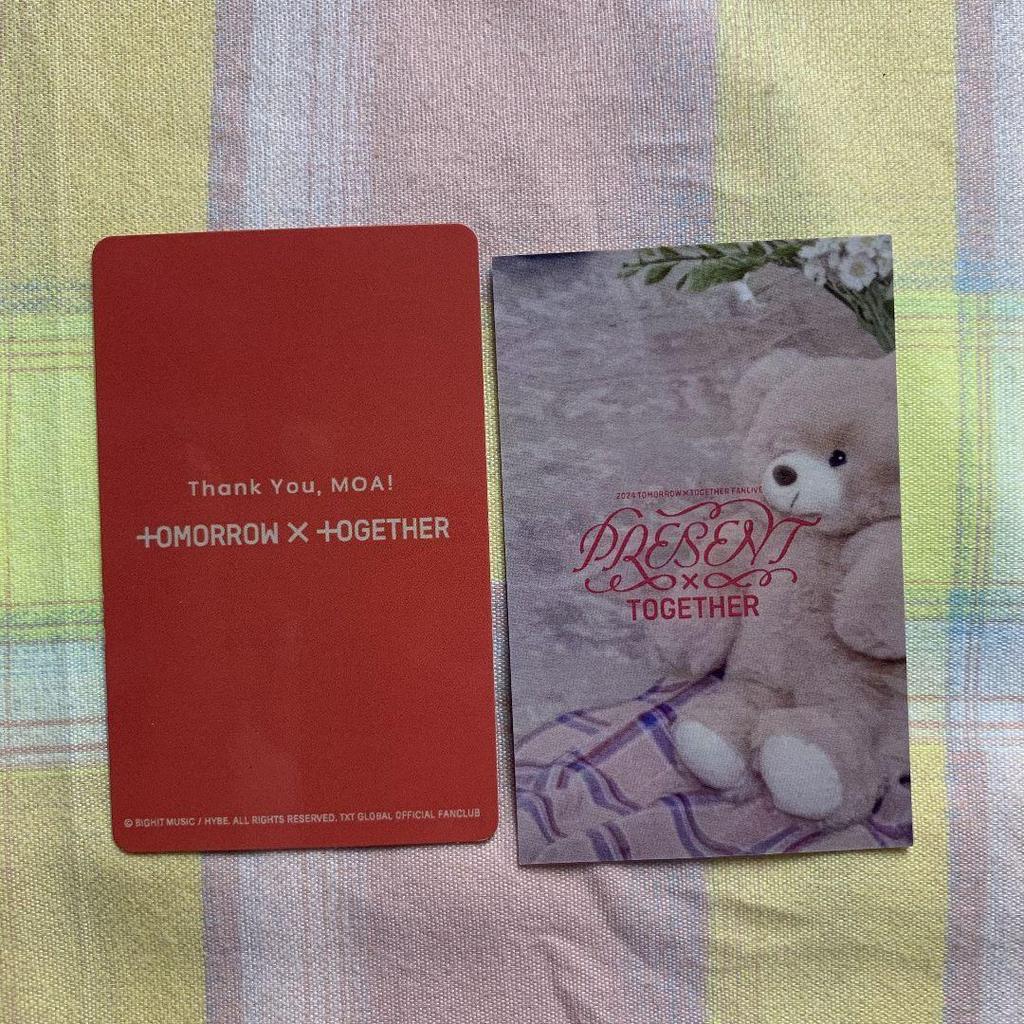 Thank You, MOA!
TOMORROW X TOGETHER
© BIGHIT MUSIC / HYBE. ALL RIGHTS RESERVED. TXT GLOBAL OFFICIAL FANCLUB
2024 TOMORROW X TOGETHER FANLIVE
PRESENT
X
TOGETHER